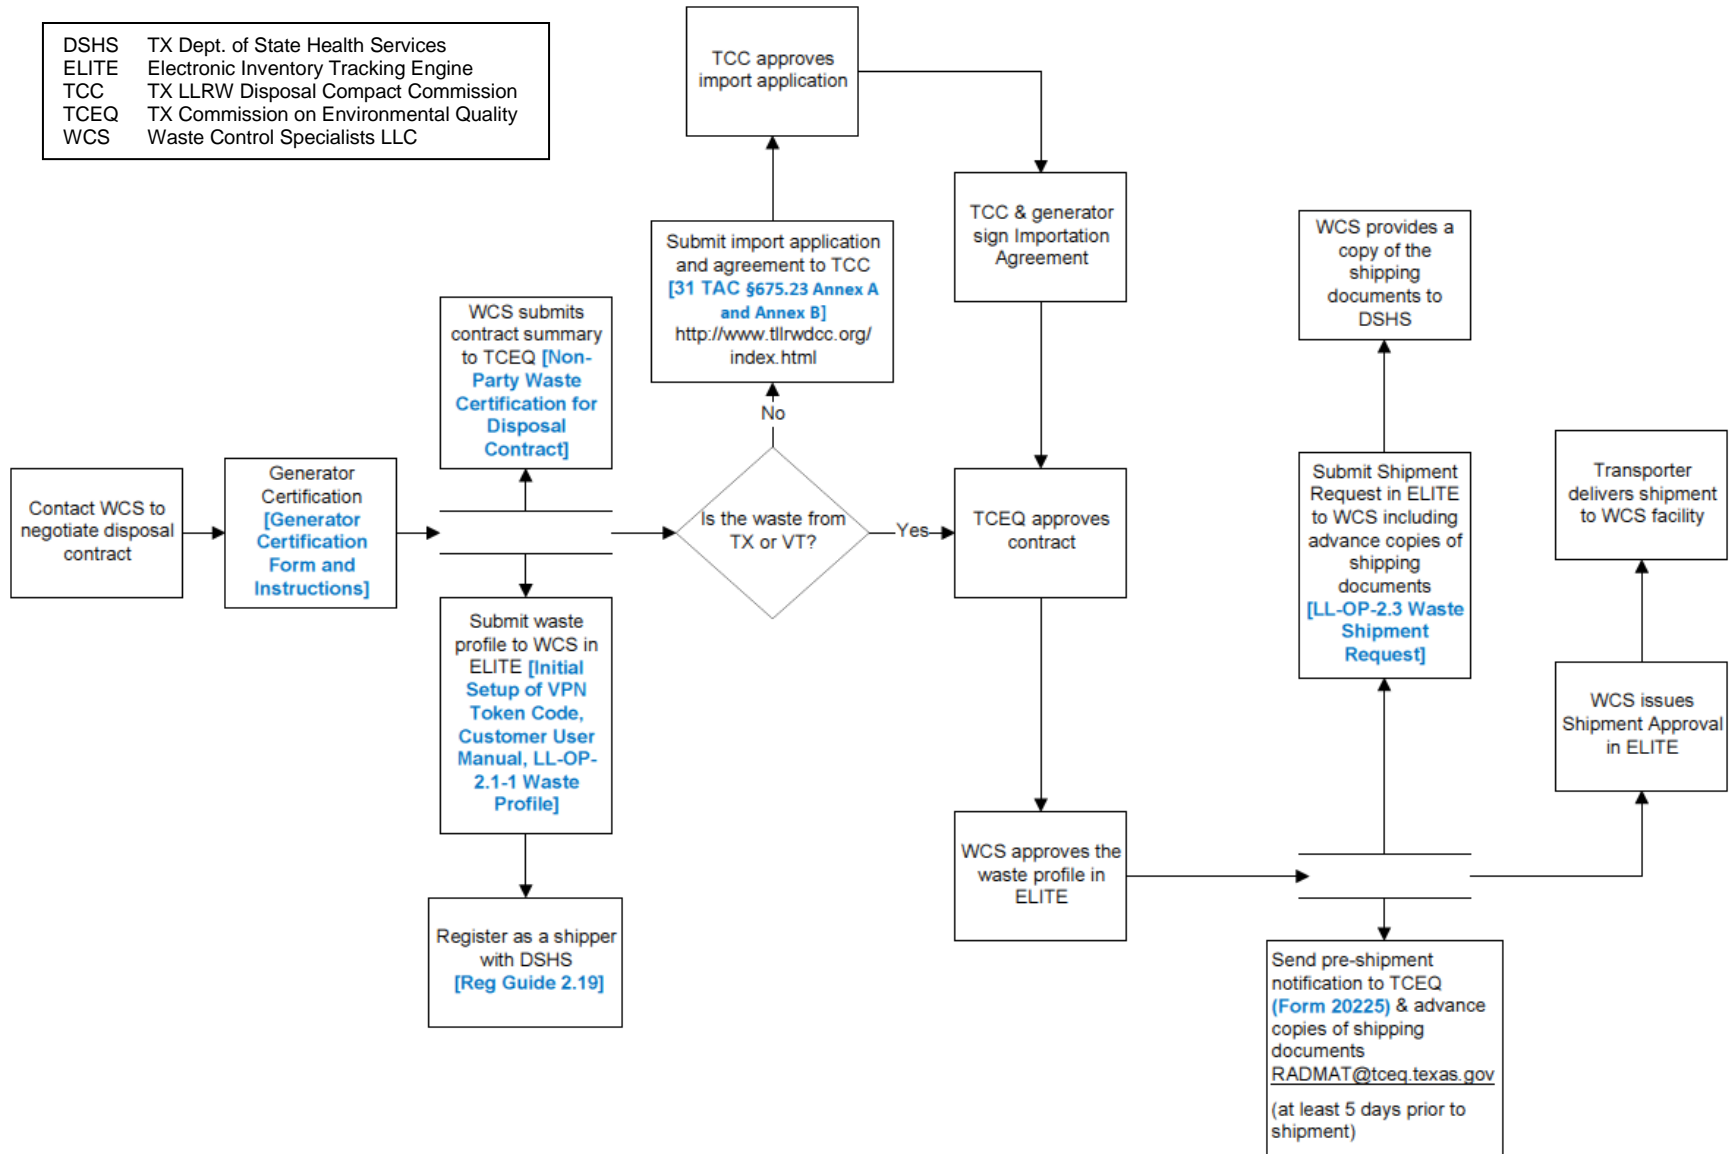 DSHS TX Dept. of State Health Services
ELITE Electronic Inventory Tracking Engine
TCC TX LLRW Disposal Compact Commission
TCEQ TX Commission on Environmental Quality
WCS Waste Control Specialists LLC
Contact WCS to
negotiate disposal
contract
Generator
Certification
[Generator
Certification
Form and
Instructions]
WCS submits
contract summary
to TCEQ [Non-
Party Waste
Certification for
Disposal
Contract]
Submit waste
profile to WCS in
ELITE [Initial
Setup of VPN
Token Code,
Customer User
Manual, LL-OP-
2.1-1 Waste
Profile]
Register as a shipper
with DSHS
[Reg Guide 2.19]
Is the waste from
TX or VT?
No
Yes
Submit import application
and agreement to TCC
[31 TAC §675.23 Annex A
and Annex B]
http://www.tllrwdcc.org/
index.html
TCC approves
import application
TCC & generator
sign Importation
Agreement
TCEQ approves
contract
WCS approves the
waste profile in
ELITE
WCS provides a
copy of the
shipping
documents to
DSHS
Submit Shipment
Request in ELITE
to WCS including
advance copies of
shipping
documents
[LL-OP-2.3 Waste
Shipment
Request]
Send pre-shipment
notification to TCEQ
(Form 20225) & advance
copies of shipping
documents
RADMAT@tceq.texas.gov
(at least 5 days prior to
shipment)
WCS issues
Shipment Approval
in ELITE
Transporter
delivers shipment
to WCS facility